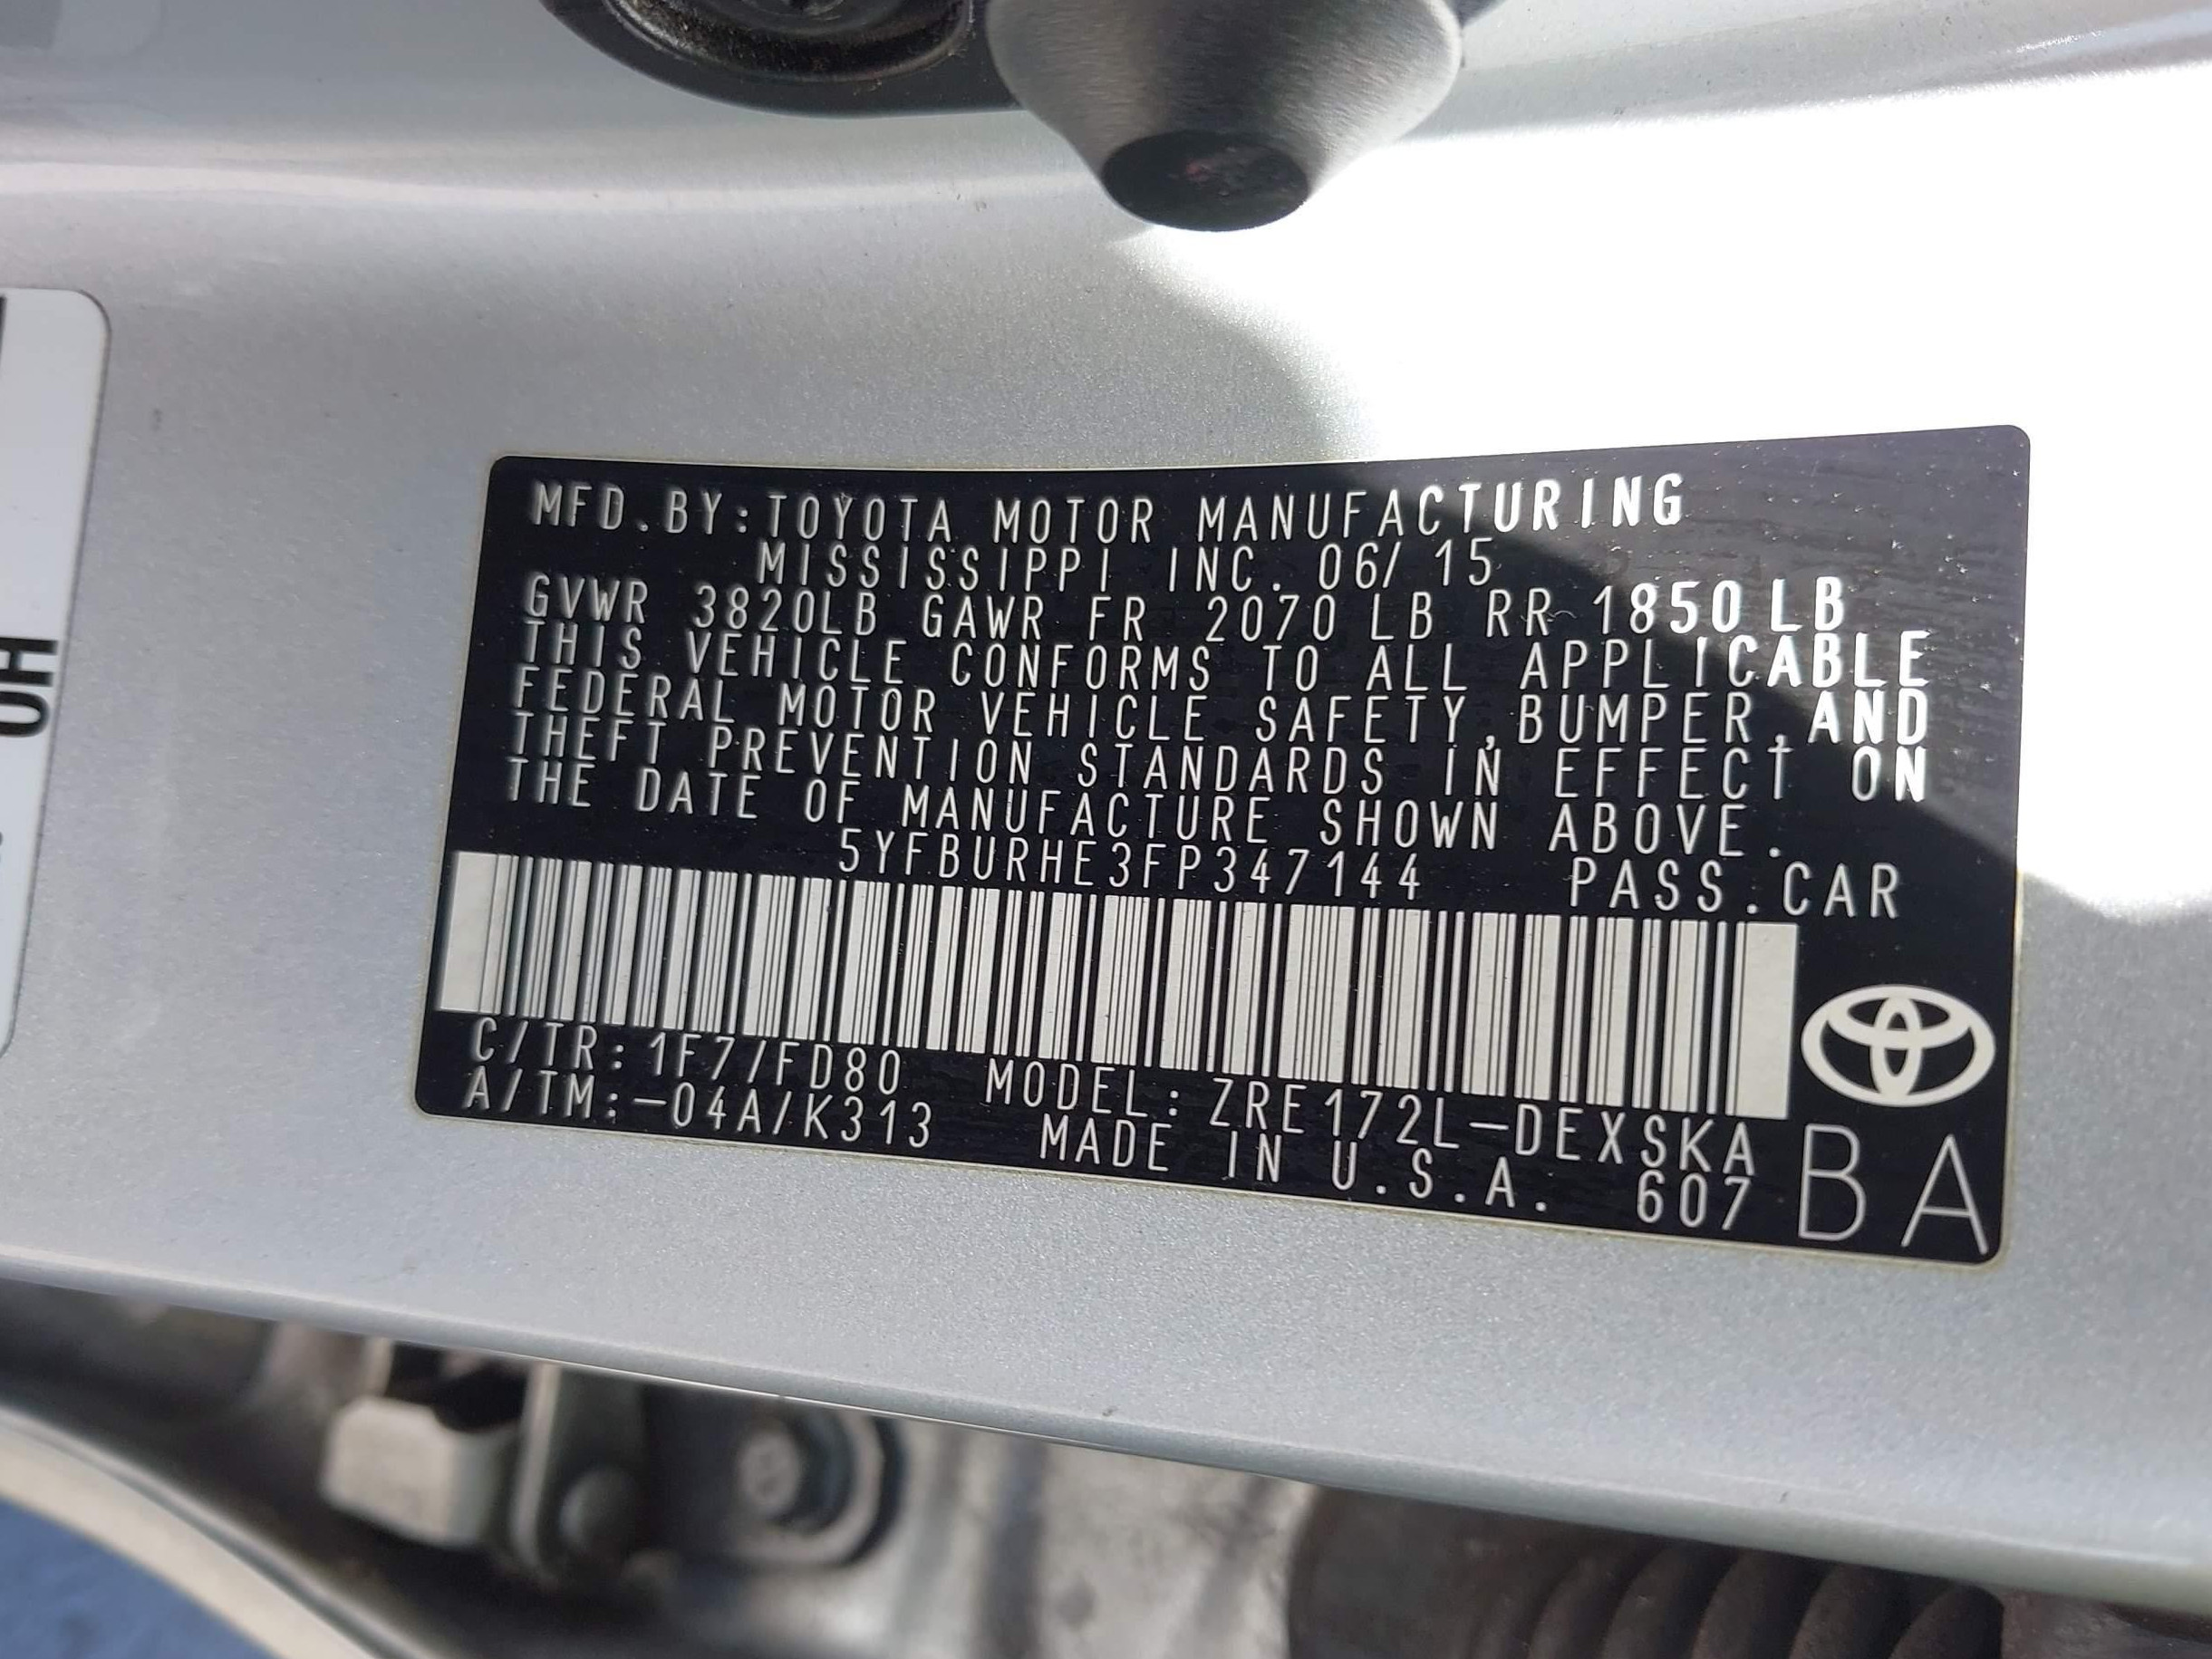 MFD.BY:TOYOTA MOTOR MANUFACTURING
MISSISSIPPI INC. 06/15
GVWR 3820LB GAWR FR 2070LB RR 1850LB
THIS VEHICLE CONFORMS TO ALL APPLICABLE
FEDERAL MOTOR VEHICLE SAFETY,BUMPER,AND
THEFT PREVENTION STANDARDS IN EFFECT ON
THE DATE OF MANUFACTURE SHOWN ABOVE.
5YFBURHE3FP347144 PASS.CAR
C/TR:1F7/FD80 MODEL:ZRE172L-DEXSKA
A/TM:-04A/K313 MADE IN U.S.A. 607
BA